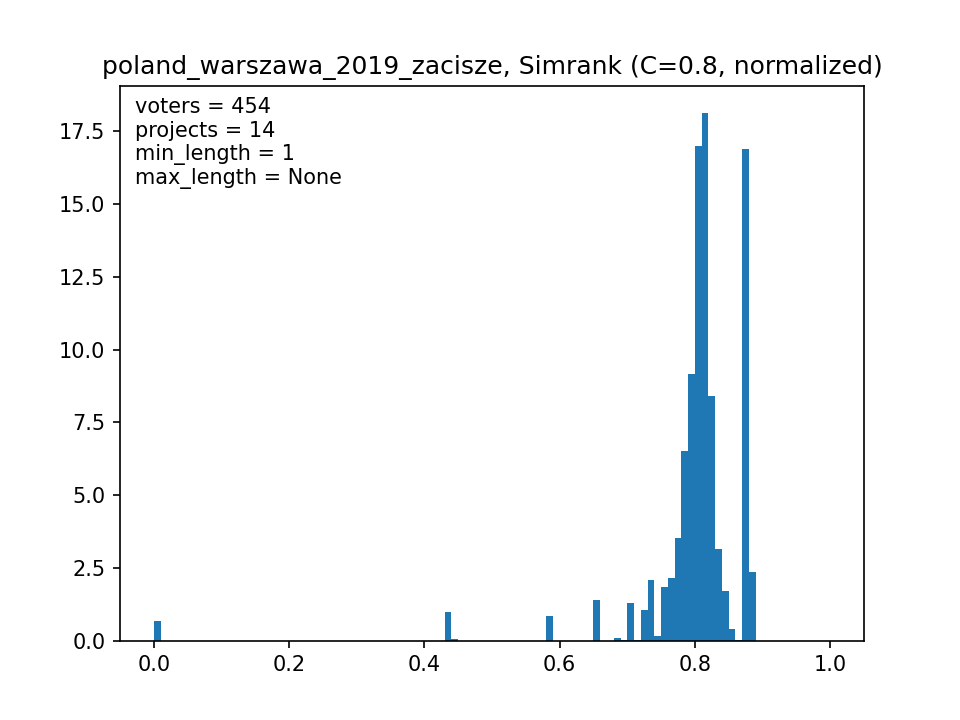 poland_warszawa_2019_zacisze, Simrank (C=0.8, normalized)
voters = 454
projects = 14
min_length = 1
max_length = None
17.5
15.0
12.5
10.0
7.5
5.0
2.5
0.0
0.0 0.2 0.4 0.6 0.8 1.0